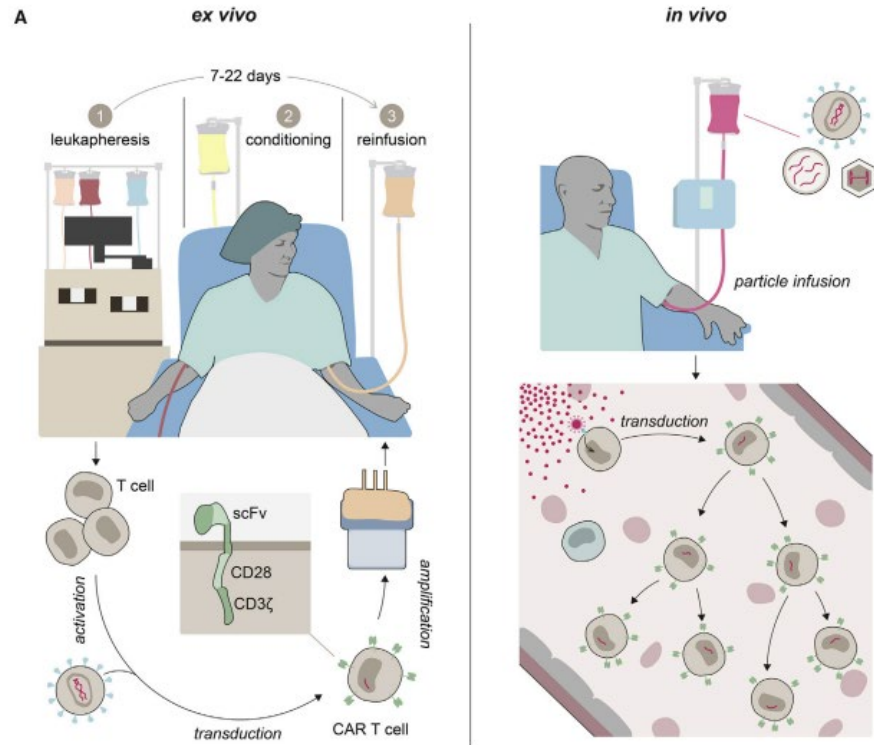 A
ex vivo
7-22 days
1
2
3
leukapheresis
conditioning
reinfusion
T cell
scFv
CD28
CD3ζ
activation
amplification
transduction
CAR T cell
in vivo
particle infusion
transduction